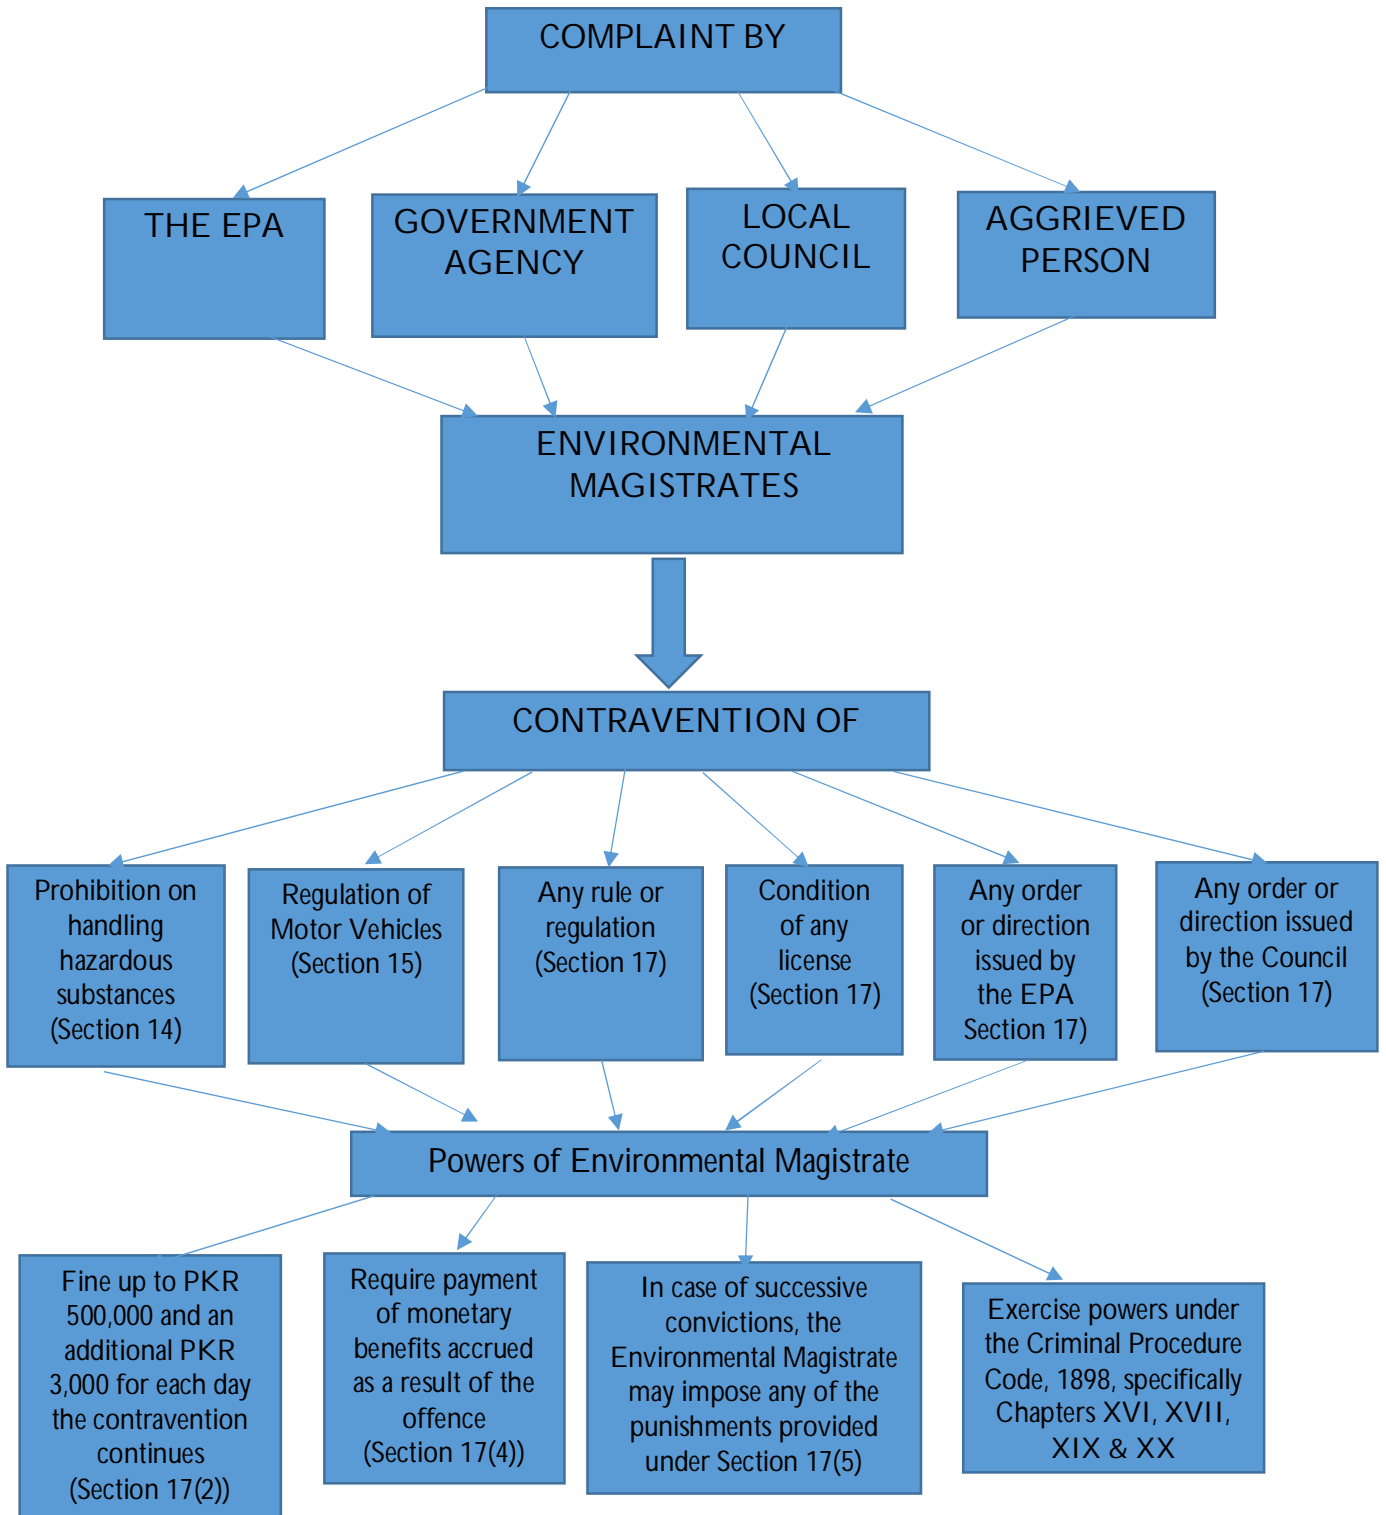 COMPLAINT BY
THE EPA
GOVERNMENT
AGENCY
LOCAL
COUNCIL
AGGRIEVED
PERSON
ENVIRONMENTAL
MAGISTRATES
CONTRAVENTION OF
Prohibition on
handling
hazardous
substances
(Section 14)
Regulation of
Motor Vehicles
(Section 15)
Any rule or
regulation
(Section 17)
Condition
of any
license
(Section 17)
Any order
or direction
issued by
the EPA
Section 17)
Any order or
direction issued
by the Council
(Section 17)
Powers of Environmental Magistrate
Fine up to PKR
500,000 and an
additional PKR
3,000 for each day
the contravention
continues
(Section 17(2))
Require payment
of monetary
benefits accrued
as a result of the
offence
(Section 17(4))
In case of successive
convictions, the
Environmental Magistrate
may impose any of the
punishments provided
under Section 17(5)
Exercise powers under
the Criminal Procedure
Code, 1898, specifically
Chapters XVI, XVII,
XIX & XX